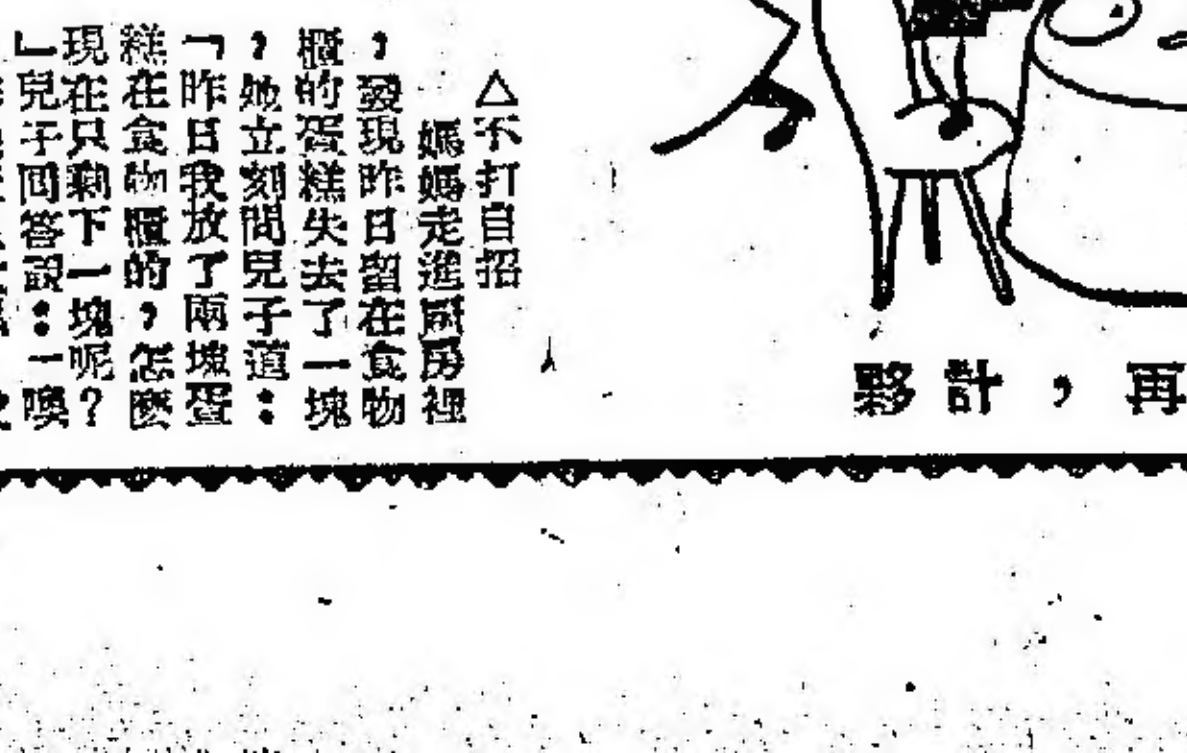 夥計，再
△不打自招
媽媽走進厨房裡
，發現昨日留在食物
櫃的蛋糕失去了一塊
，她立刻問兒子道：
「昨日我放了兩塊蛋
糕在食物櫃的，怎麼
現在只剩下一塊呢？
」兒子回答說：「噢